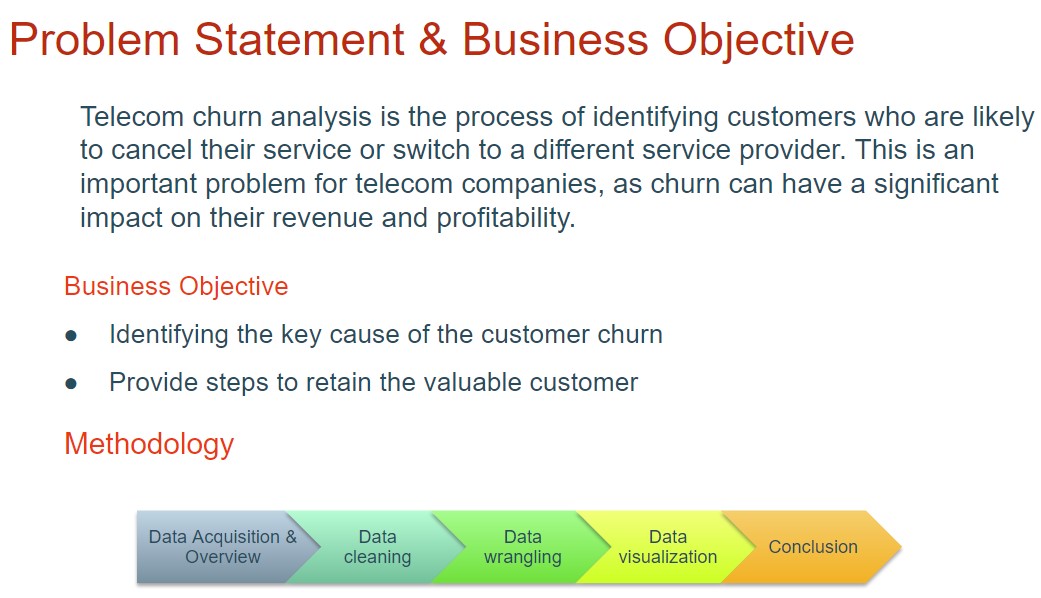 Problem Statement & Business Objective
Telecom churn analysis is the process of identifying customers who are likely
to cancel their service or switch to a different service provider. This is an
important problem for telecom companies, as churn can have a significant
impact on their revenue and profitability.
Business Objective
● Identifying the key cause of the customer churn
● Provide steps to retain the valuable customer
Methodology
Data Acquisition &
Overview
Data
cleaning
Data
wrangling
Data
visualization
Conclusion